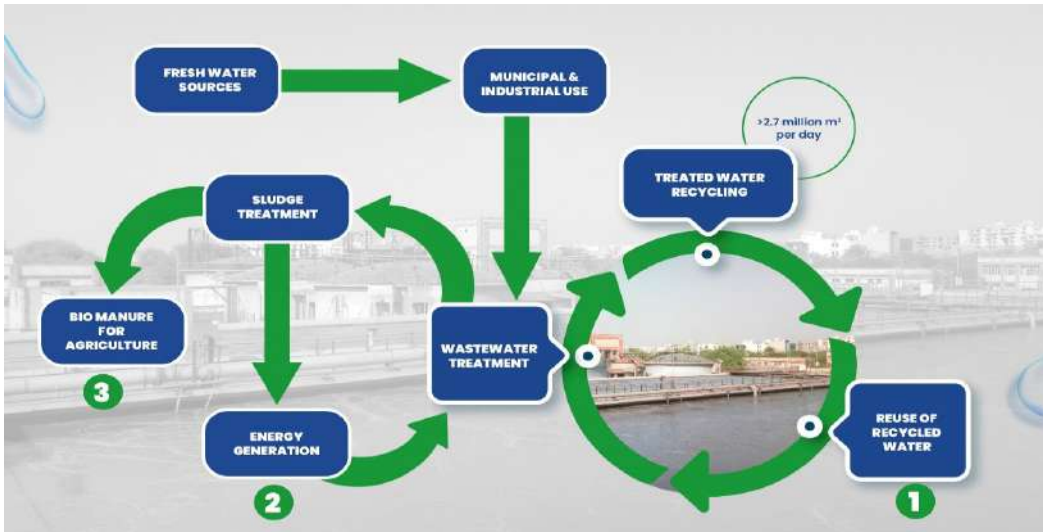 FRESH WATER
SOURCES
MUNICIPAL &
INDUSTRIAL USE
>2.7 million m³
per day
TREATED WATER
RECYCLING
SLUDGE
TREATMENT
BIO MANURE
FOR
AGRICULTURE
3
WASTEWATER
TREATMENT
ENERGY
GENERATION
2
REUSE OF
RECYCLED
WATER
1